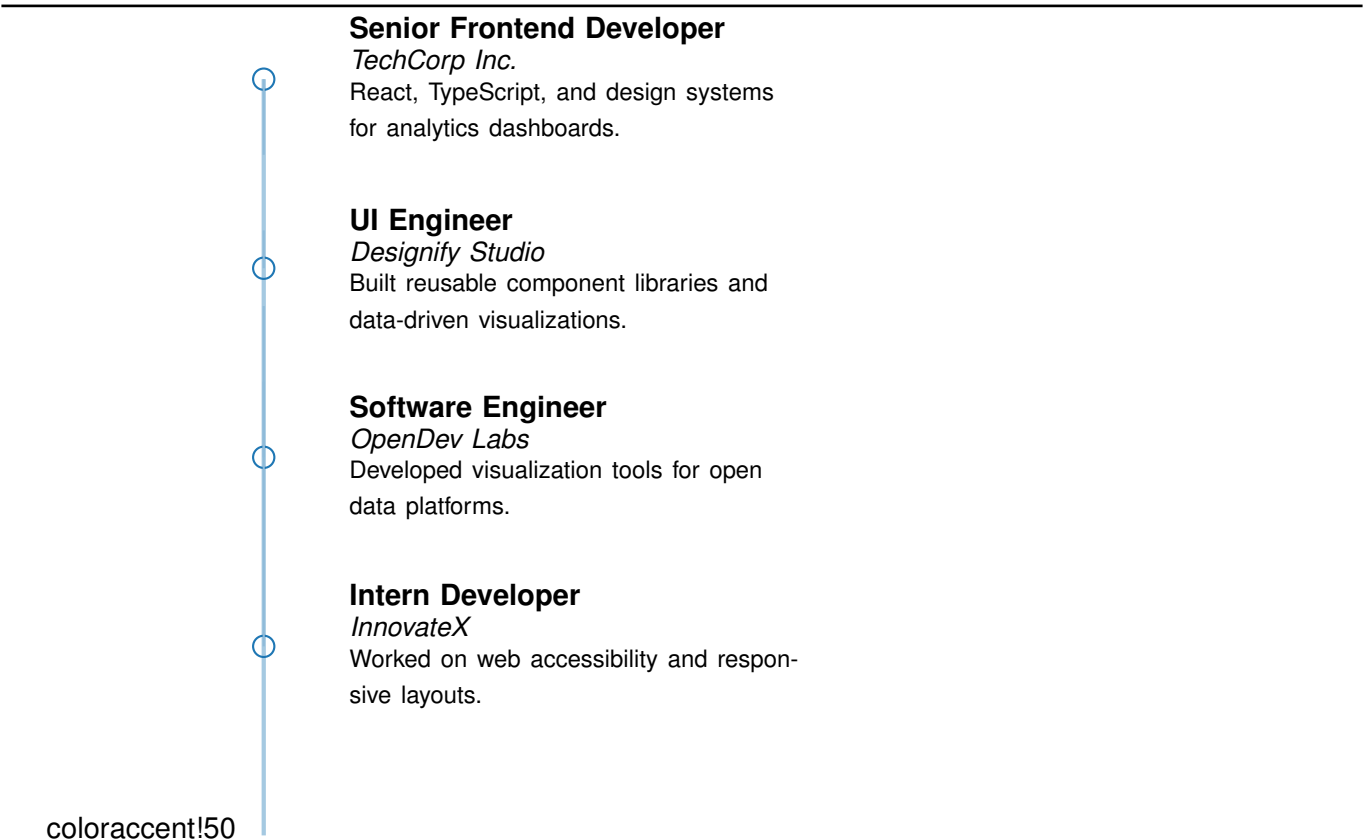 Senior Frontend Developer
TechCorp Inc.
React, TypeScript, and design systems
for analytics dashboards.
UI Engineer
Designify Studio
Built reusable component libraries and
data-driven visualizations.
Software Engineer
OpenDev Labs
Developed visualization tools for open
data platforms.
Intern Developer
InnovateX
Worked on web accessibility and respon-
sive layouts.
coloraccent!50